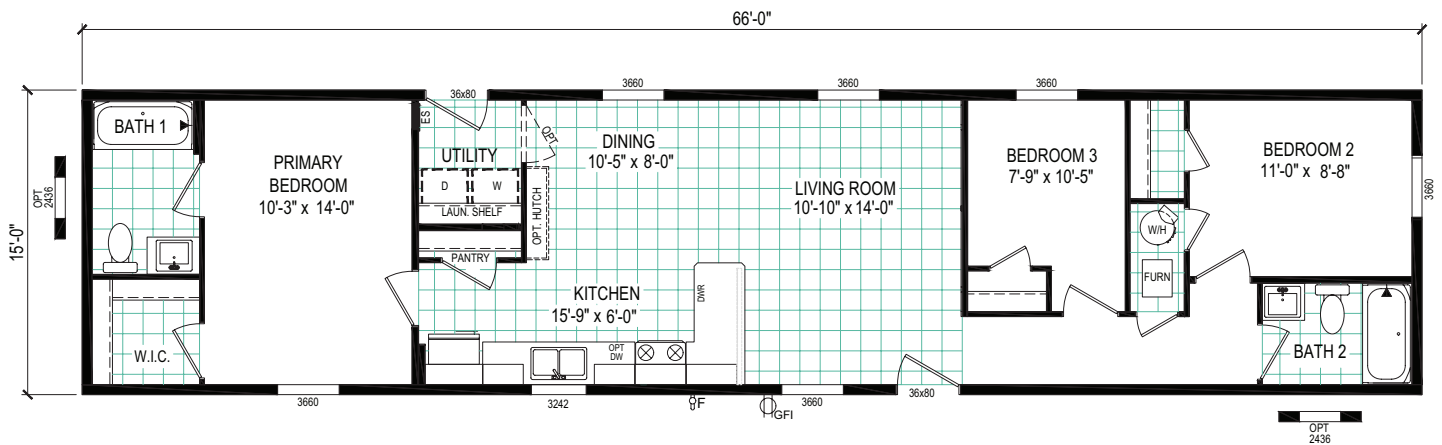 66'-0"
15'-0"
3660
3660
3660
36x80
BATH 1
ES
OPT
UTILITY
D
W
LAUN. SHELF
OPT. HUTCH
PANTRY
PRIMARY
BEDROOM
10'-3" x 14'-0"
DINING
10'-5" x 8'-0"
LIVING ROOM
10'-10" x 14'-0"
BEDROOM 3
7'-9" x 10'-5"
BEDROOM 2
11'-0" x 8'-8"
3660
OPT
2436
W/H
FURN
KITCHEN
15'-9" x 6'-0"
DWR
OPT
DW
W.I.C.
BATH 2
3660
3242
F
GFI
3660
36x80
OPT
2436